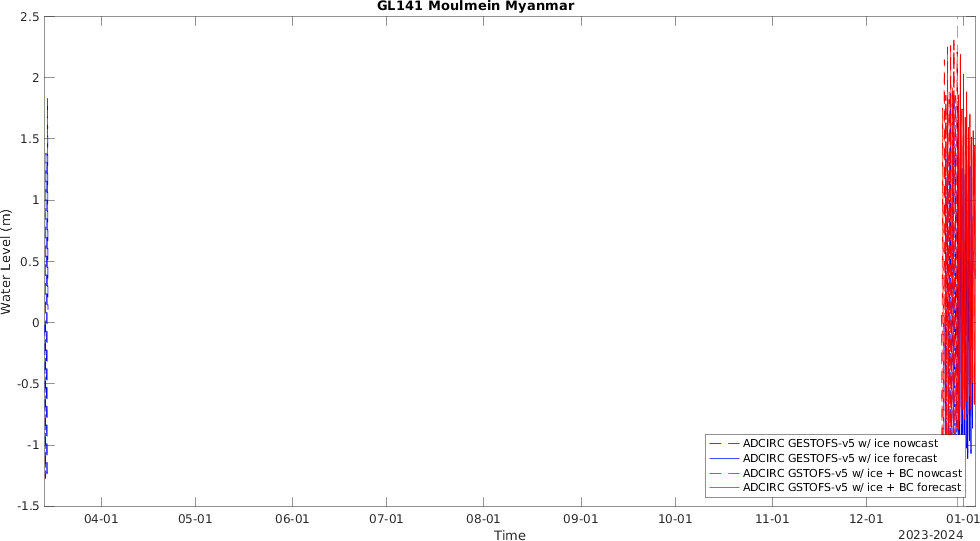 GL141 Moulmein Myanmar
2.5
2
1.5
1
0.5
0
-0.5
-1
-1.5
Water Level (m)
04-01 05-01 06-01 07-01 08-01 09-01 10-01 11-01 12-01 01-01
Time
2023-2024
ADCIRC GESTOFS-v5 w/ ice nowcast
ADCIRC GESTOFS-v5 w/ ice forecast
ADCIRC GSTOFS-v5 w/ ice + BC nowcast
ADCIRC GSTOFS-v5 w/ ice + BC forecast